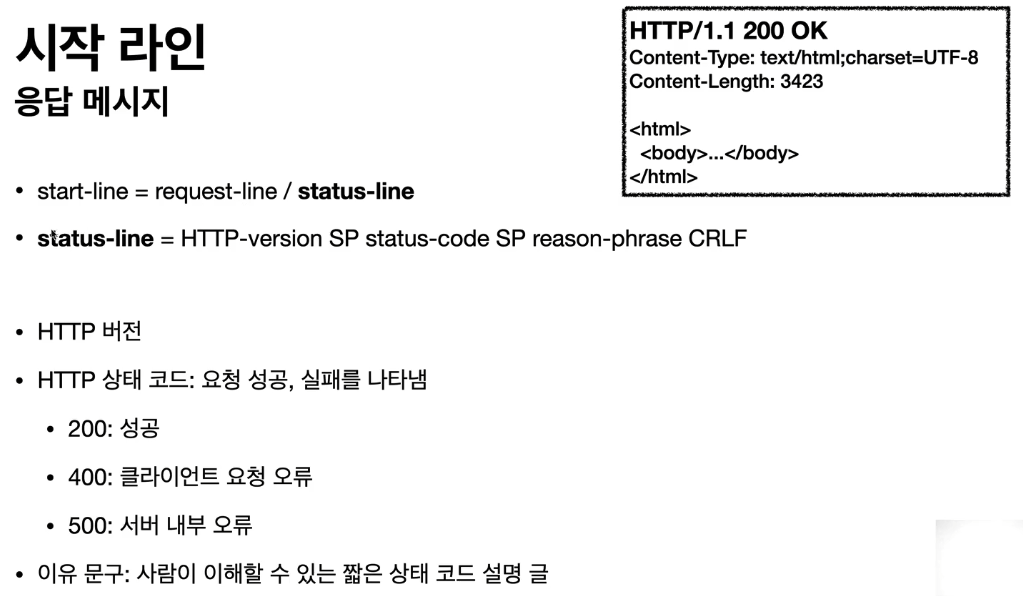 시작 라인
응답 메시지
HTTP/1.1 200 OK
Content-Type: text/html;charset=UTF-8
Content-Length: 3423
<html>
<body>...</body>
</html>
• start-line = request-line / status-line
• status-line = HTTP-version SP status-code SP reason-phrase CRLF
• HTTP 버전
• HTTP 상태 코드: 요청 성공, 실패를 나타냄
• 200: 성공
• 400: 클라이언트 요청 오류
• 500: 서버 내부 오류
• 이유 문구: 사람이 이해할 수 있는 짧은 상태 코드 설명 글